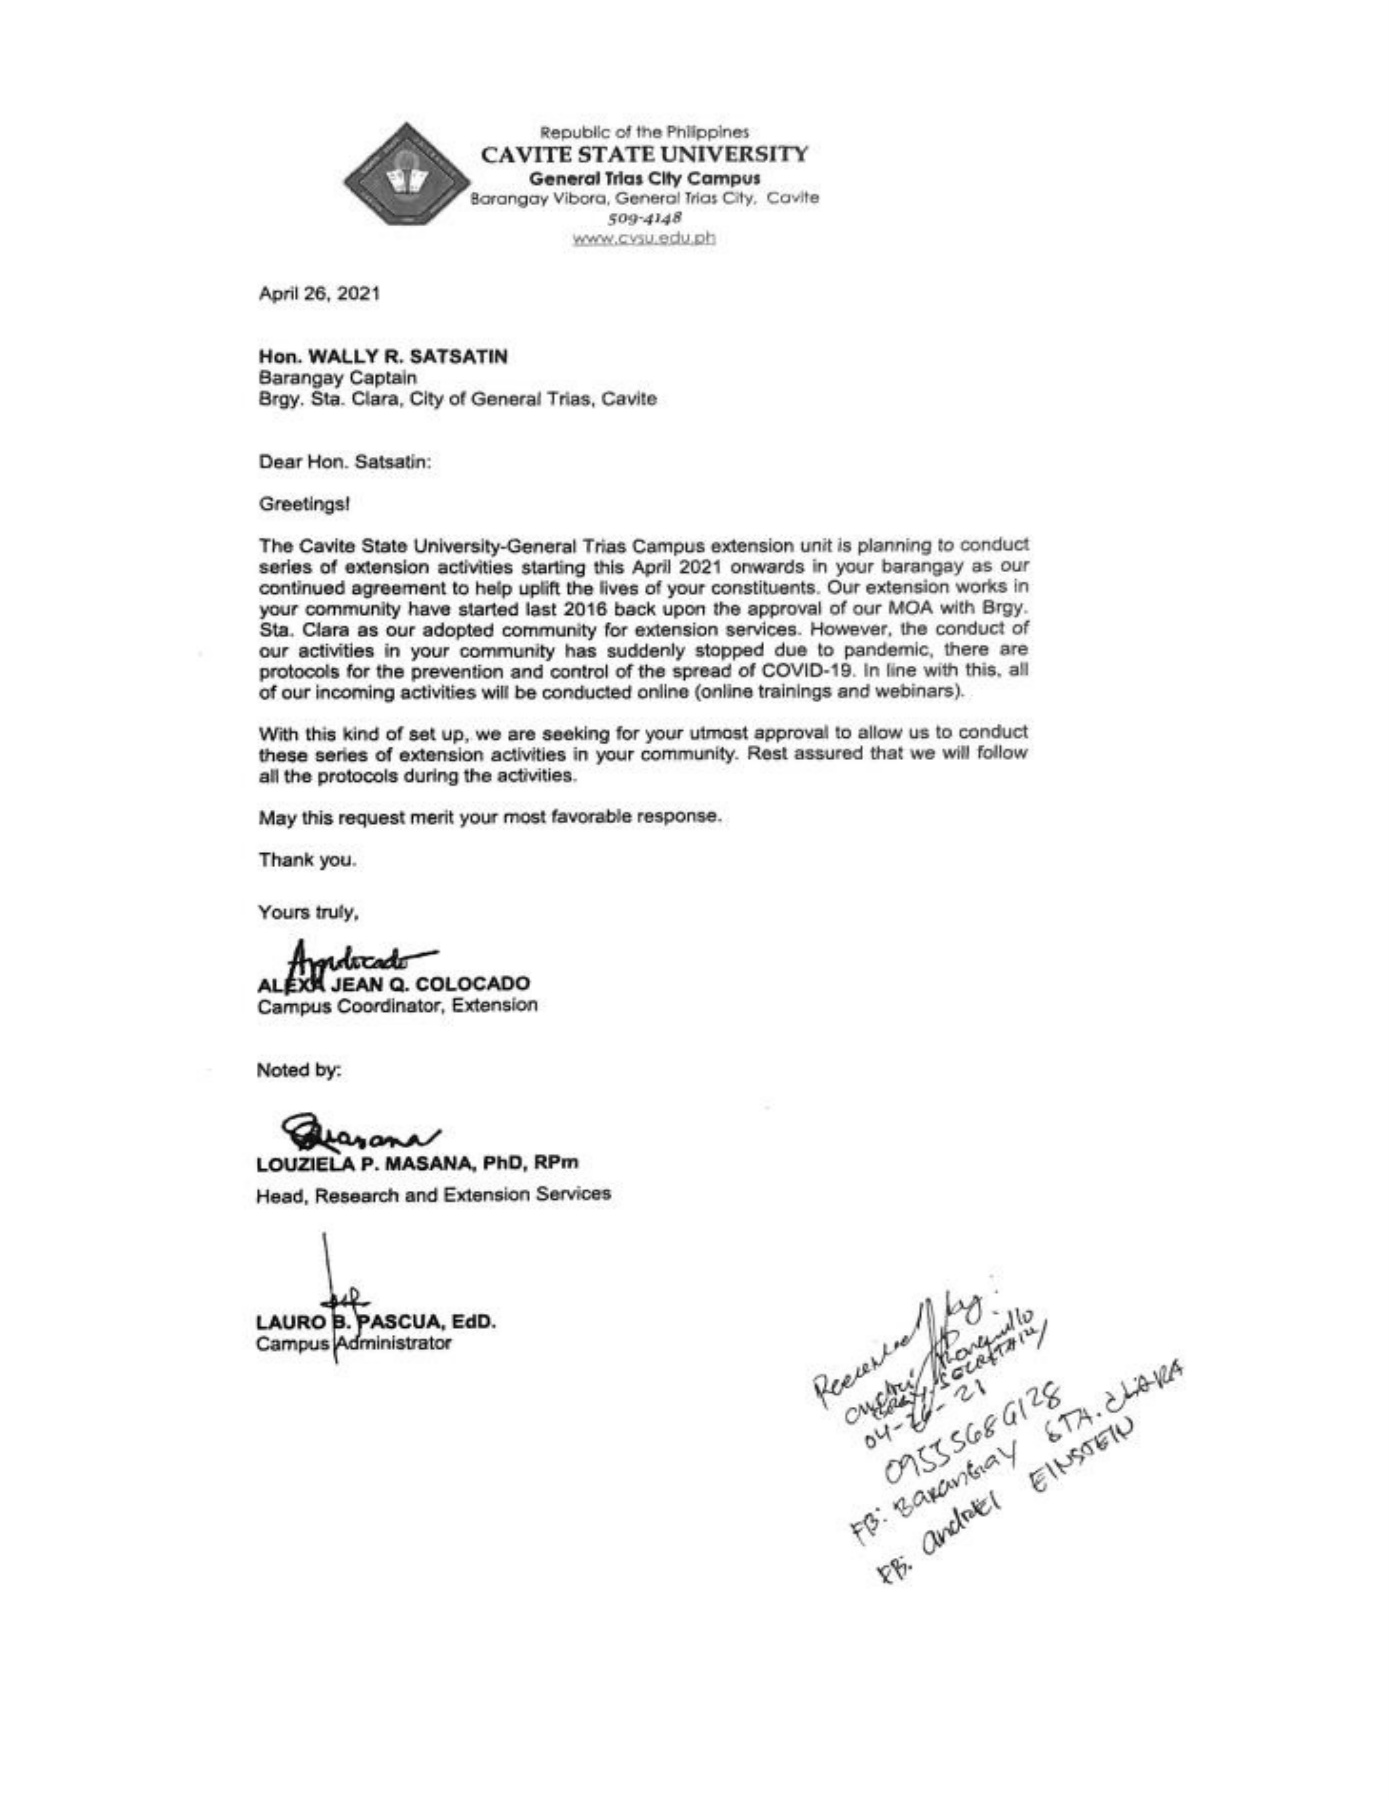 Republic of the Philippines
CAVITE STATE UNIVERSITY
General Trias City Campus
Barangay Vibora, General Trias City, Cavite
509-4148
www.cvsu.edu.ph
April 26, 2021
Hon. WALLY R. SATSATIN
Barangay Captain
Brgy. Sta. Clara, City of General Trias, Cavite
Dear Hon. Satsatin:
Greetings!
The Cavite State University-General Trias Campus extension unit is planning to conduct
series of extension activities starting this April 2021 onwards in your barangay as our
continued agreement to help uplift the lives of your constituents. Our extension works in
your community have started last 2016 back upon the approval of our MOA with Brgy.
Sta. Clara as our adopted community for extension services. However, the conduct of
our activities in your community has suddenly stopped due to pandemic, there are
protocols for the prevention and control of the spread of COVID-19. In line with this, all
of our incoming activities will be conducted online (online trainings and webinars).
With this kind of set up, we are seeking for your utmost approval to allow us to conduct
these series of extension activities in your community. Rest assured that we will follow
all the protocols during the activities.
May this request merit your most favorable response.
Thank you.
Yours truly,
ALEXA JEAN Q. COLOCADO
Campus Coordinator, Extension
Noted by:
LOUZIELA P. MASANA, PhD, RPm
Head, Research and Extension Services
LAURO B. PASCUA, EdD.
Campus Administrator
Received by:
SECRETARY
04-26-21
FB: Barangay STA. CLARA
FB: EINSTEIN